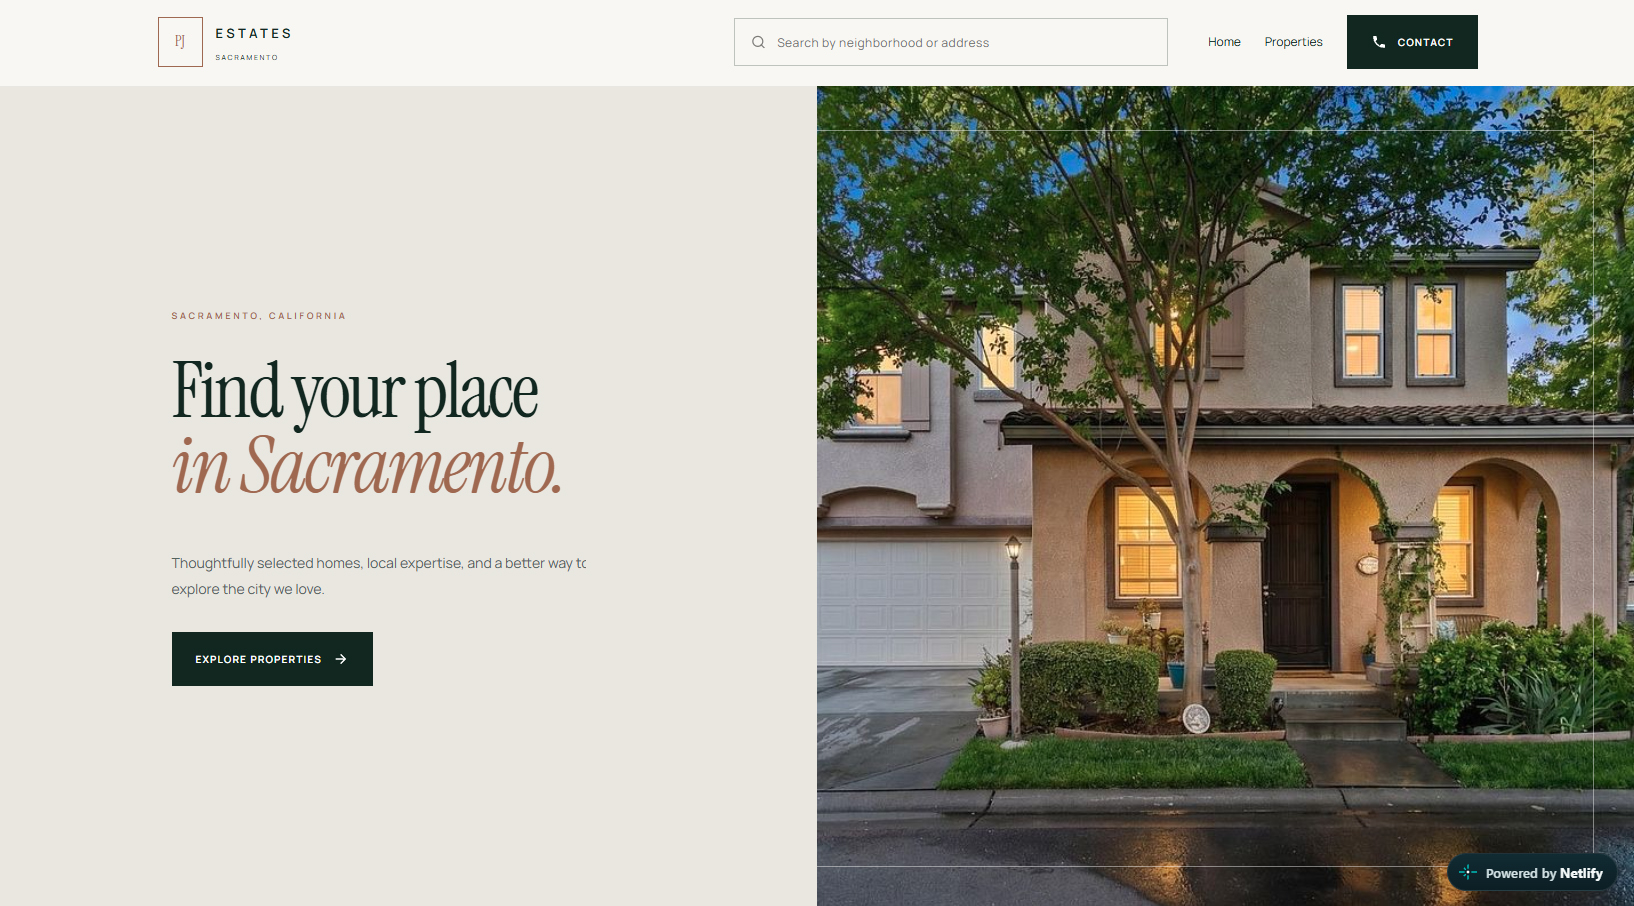 PJ
ESTATES
SACRAMENTO
Search by neighborhood or address
Home
Properties
CONTACT
SACRAMENTO, CALIFORNIA
Find your place
in Sacramento.
Thoughtfully selected homes, local expertise, and a better way to
explore the city we love.
EXPLORE PROPERTIES
Powered by Netlify